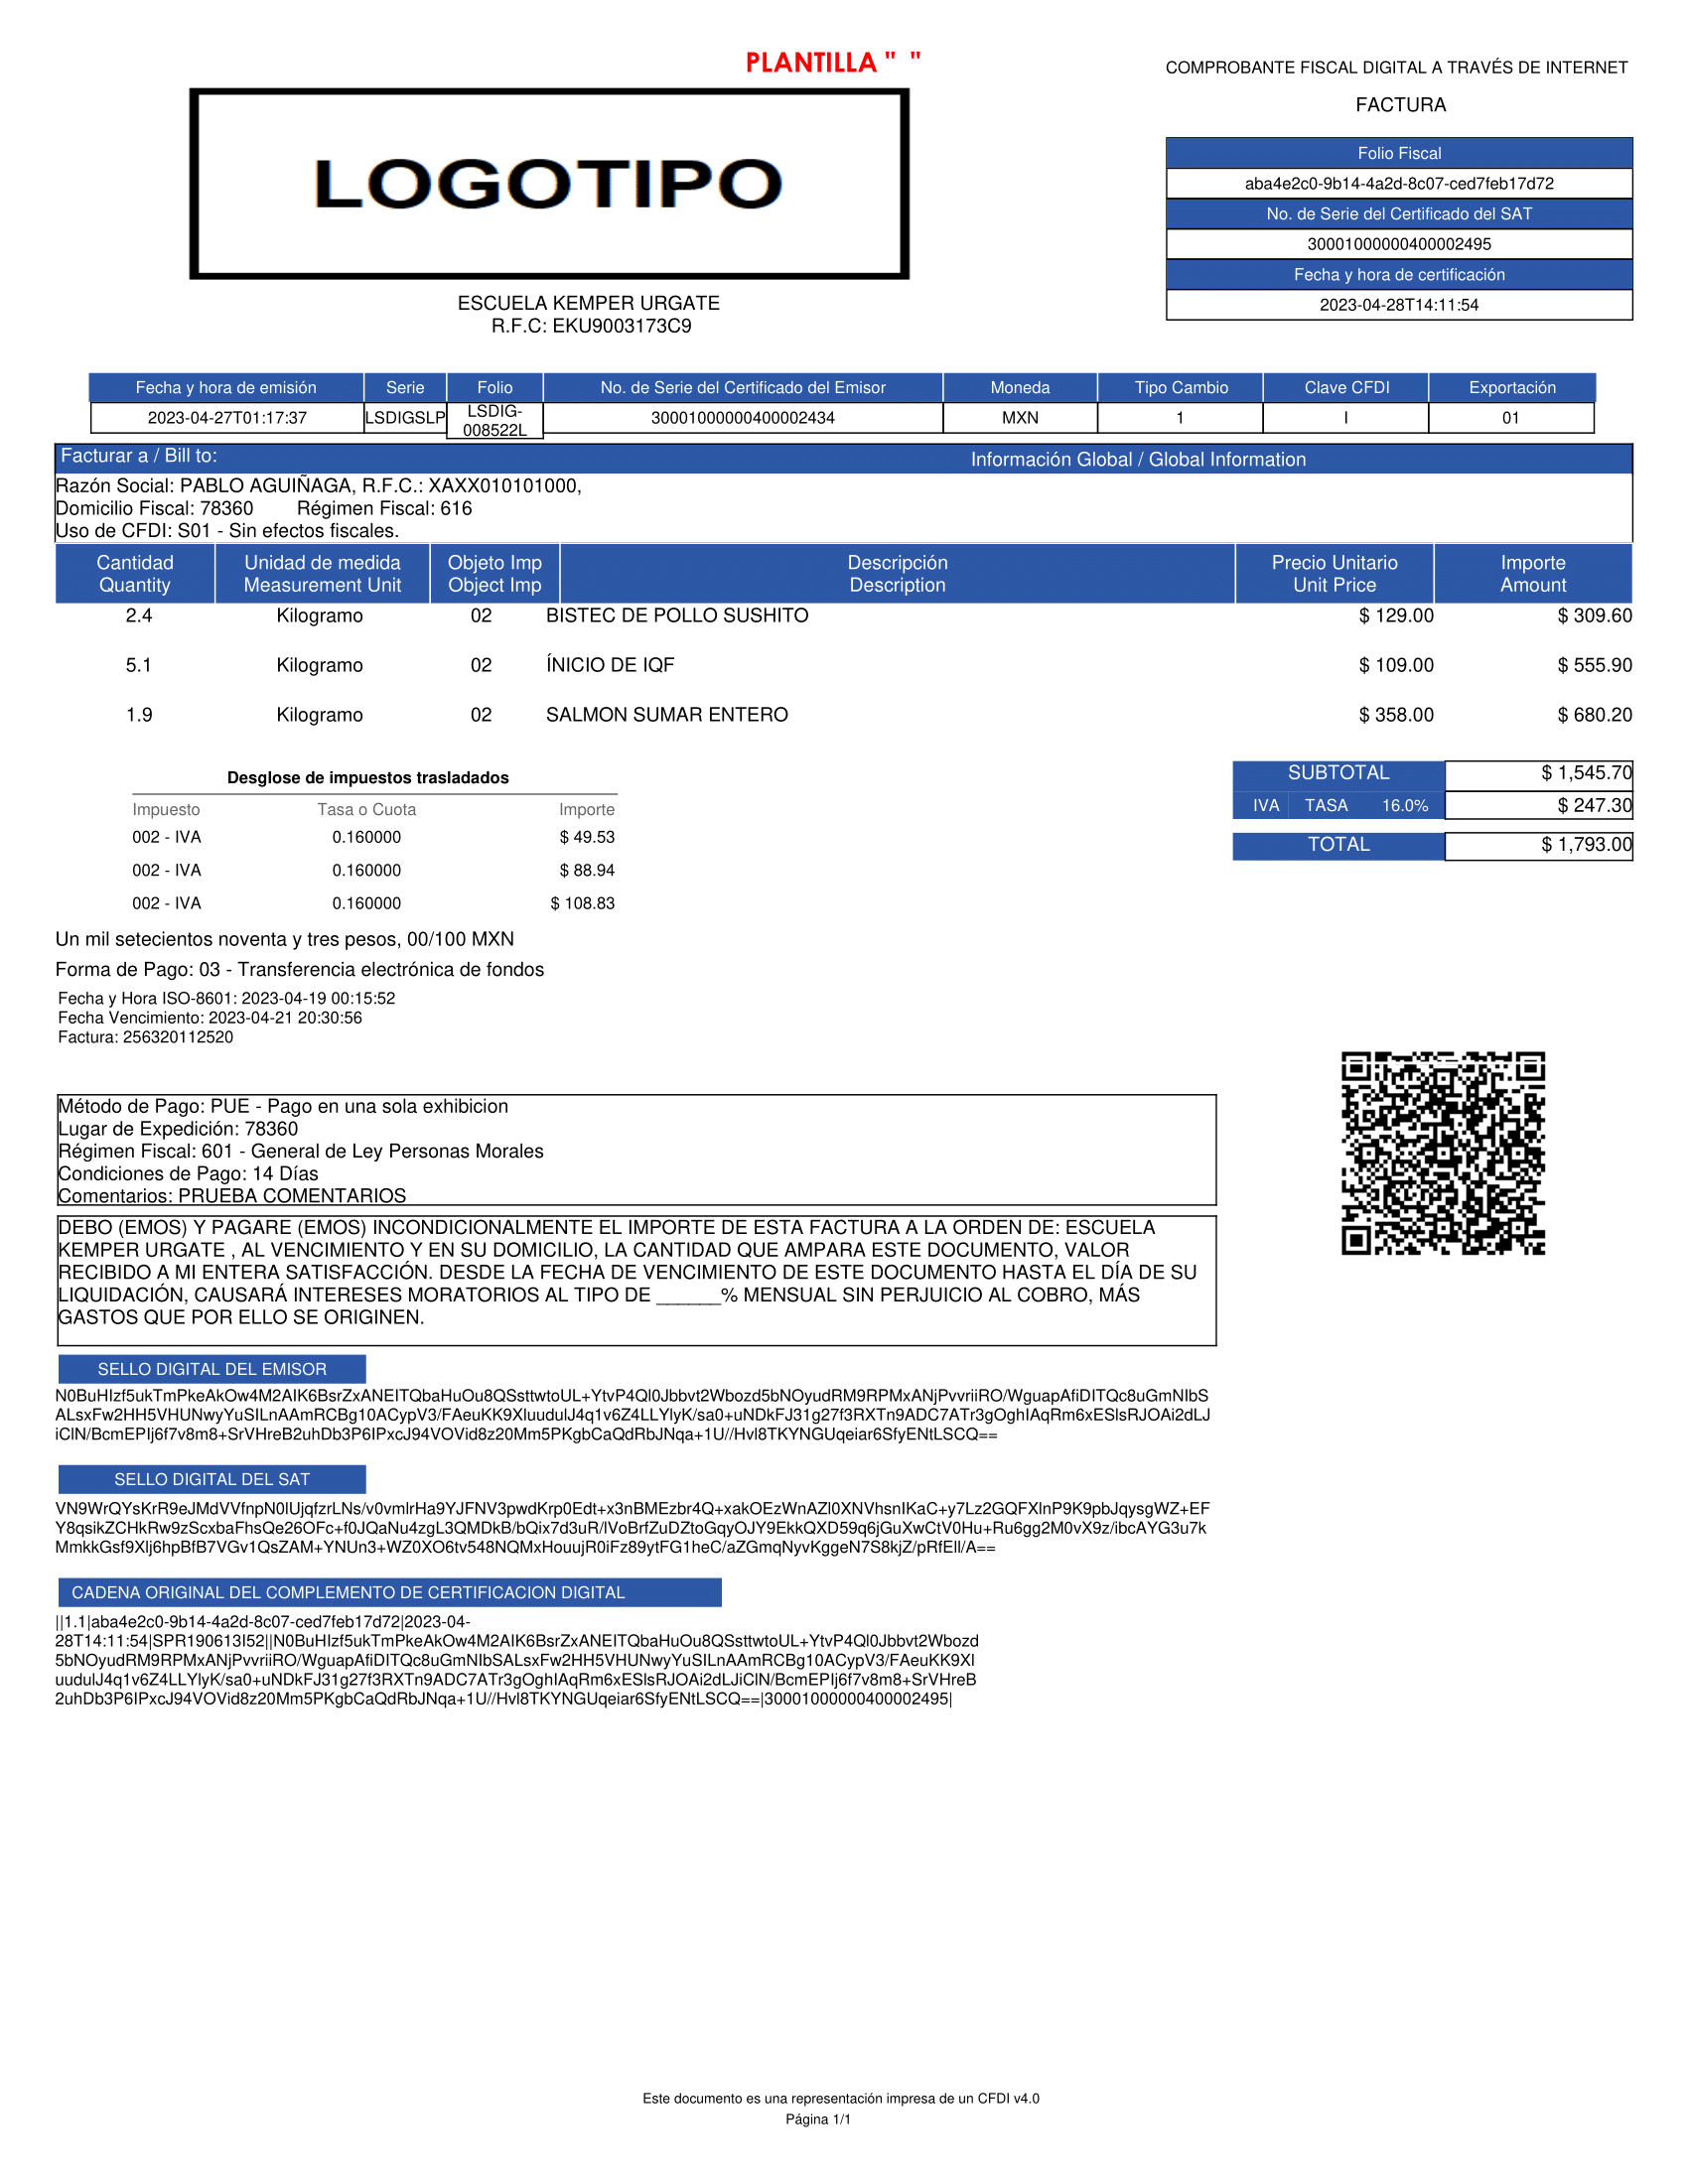 PLANTILLA "  "
COMPROBANTE FISCAL DIGITAL A TRAVÉS DE INTERNET
FACTURA
LOGOTIPO
Folio Fiscal
aba4e2c0-9b14-4a2d-8c07-ced7feb17d72
No. de Serie del Certificado del SAT
30001000000400002495
Fecha y hora de certificación
2023-04-28T14:11:54
ESCUELA KEMPER URGATE
R.F.C: EKU9003173C9
Fecha y hora de emisión Serie Folio No. de Serie del Certificado del Emisor Moneda Tipo Cambio Clave CFDI Exportación
2023-04-27T01:17:37 LSDIGSLP LSDIG-008522L 30001000000400002434 MXN 1 I 01
Facturar a / Bill to: Información Global / Global Information
Razón Social: PABLO AGUIÑAGA, R.F.C.: XAXX010101000,
Domicilio Fiscal: 78360 Régimen Fiscal: 616
Uso de CFDI: S01 - Sin efectos fiscales.
Cantidad Unidad de medida Objeto Imp Descripción Precio Unitario Importe
Quantity Measurement Unit Object Imp Description Unit Price Amount
2.4 Kilogramo 02 BISTEC DE POLLO SUSHITO $ 129.00 $ 309.60
5.1 Kilogramo 02 ÍNICIO DE IQF $ 109.00 $ 555.90
1.9 Kilogramo 02 SALMON SUMAR ENTERO $ 358.00 $ 680.20
Desglose de impuestos trasladados
Impuesto Tasa o Cuota Importe
002 - IVA 0.160000 $ 49.53
002 - IVA 0.160000 $ 88.94
002 - IVA 0.160000 $ 108.83
SUBTOTAL $ 1,545.70
IVA TASA 16.0% $ 247.30
TOTAL $ 1,793.00
Un mil setecientos noventa y tres pesos, 00/100 MXN
Forma de Pago: 03 - Transferencia electrónica de fondos
Fecha y Hora ISO-8601: 2023-04-19 00:15:52
Fecha Vencimiento: 2023-04-21 20:30:56
Factura: 256320112520
Método de Pago: PUE - Pago en una sola exhibicion
Lugar de Expedición: 78360
Régimen Fiscal: 601 - General de Ley Personas Morales
Condiciones de Pago: 14 Días
Comentarios: PRUEBA COMENTARIOS
DEBO (EMOS) Y PAGARE (EMOS) INCONDICIONALMENTE EL IMPORTE DE ESTA FACTURA A LA ORDEN DE: ESCUELA
KEMPER URGATE , AL VENCIMIENTO Y EN SU DOMICILIO, LA CANTIDAD QUE AMPARA ESTE DOCUMENTO, VALOR
RECIBIDO A MI ENTERA SATISFACCIÓN. DESDE LA FECHA DE VENCIMIENTO DE ESTE DOCUMENTO HASTA EL DÍA DE SU
LIQUIDACIÓN, CAUSARÁ INTERESES MORATORIOS AL TIPO DE ______% MENSUAL SIN PERJUICIO AL COBRO, MÁS
GASTOS QUE POR ELLO SE ORIGINEN.
SELLO DIGITAL DEL EMISOR
N0BuHIzf5ukTmPkeAkOw4M2AIK6BsrZxANEITQbaHuOu8QSsttwtoUL+YtvP4Ql0Jbbvt2Wbozd5bNOyudRM9RPMxANjPvvriiRO/WguapAfiDITQc8uGmNIbS
ALsxFw2HH5VHUNwyYuSILnAAmRCBg10ACypV3/FAeuKK9XluudulJ4q1v6Z4LLYlyK/sa0+uNDkFJ31g27f3RXTn9ADC7ATr3gOghIAqRm6xESlsRJOAi2dLJ
iClN/BcmEPIj6f7v8m8+SrVHreB2uhDb3P6IPxcJ94VOVid8z20Mm5PKgbCaQdRbJNqa+1U//Hvl8TKYNGUqeiar6SfyENtLSCQ==
SELLO DIGITAL DEL SAT
VN9WrQYsKrR9eJMdVVfnpN0lUjqfzrLNs/v0vmlrHa9YJFNV3pwdKrp0Edt+x3nBMEzbr4Q+xakOEzWnAZl0XNVhsnIKaC+y7Lz2GQFXlnP9K9pbJqysgWZ+EF
Y8qsikZCHkRw9zScxbaFhsQe26OFc+f0JQaNu4zgL3QMDkB/bQix7d3uR/lVoBrfZuDZtoGqyOJY9EkkQXD59q6jGuXwCtV0Hu+Ru6gg2M0vX9z/ibcAYG3u7k
MmkkGsf9Xlj6hpBfB7VGv1QsZAM+YNUn3+WZ0XO6tv548NQMxHouujR0iFz89ytFG1heC/aZGmqNyvKggeN7S8kjZ/pRfEll/A==
CADENA ORIGINAL DEL COMPLEMENTO DE CERTIFICACION DIGITAL
||1.1|aba4e2c0-9b14-4a2d-8c07-ced7feb17d72|2023-04-
28T14:11:54|SPR190613I52||N0BuHIzf5ukTmPkeAkOw4M2AIK6BsrZxANEITQbaHuOu8QSsttwtoUL+YtvP4Ql0Jbbvt2Wbozd
5bNOyudRM9RPMxANjPvvriiRO/WguapAfiDITQc8uGmNIbSALsxFw2HH5VHUNwyYuSILnAAmRCBg10ACypV3/FAeuKK9Xl
uudulJ4q1v6Z4LLYlyK/sa0+uNDkFJ31g27f3RXTn9ADC7ATr3gOghIAqRm6xESlsRJOAi2dLJiClN/BcmEPIj6f7v8m8+SrVHreB
2uhDb3P6IPxcJ94VOVid8z20Mm5PKgbCaQdRbJNqa+1U//Hvl8TKYNGUqeiar6SfyENtLSCQ==|30001000000400002495|
Este documento es una representación impresa de un CFDI v4.0
Página 1/1